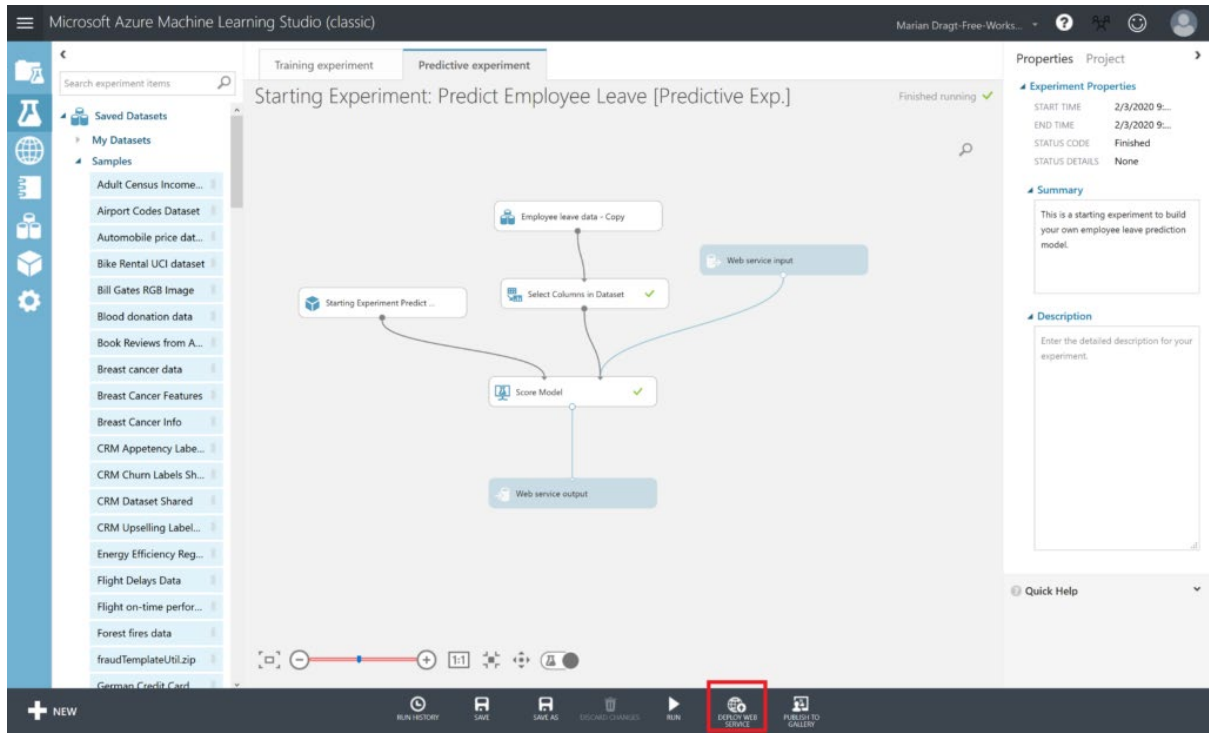 Microsoft Azure Machine Learning Studio (classic)
Marian Dragt-Free-Works...
?
Search experiment items
Saved Datasets
My Datasets
Samples
Adult Census Income...
Airport Codes Dataset
Automobile price dat...
Bike Rental UCI dataset
Bill Gates RGB Image
Blood donation data
Book Reviews from A...
Breast cancer data
Breast Cancer Features
Breast Cancer Info
CRM Appetency Labe...
CRM Churn Labels Sh...
CRM Dataset Shared
CRM Upselling Label...
Energy Efficiency Reg...
Flight Delays Data
Flight on-time perfor...
Forest fires data
fraudTemplateUtil.zip
German Credit Card
Training experiment
Predictive experiment
Starting Experiment: Predict Employee Leave [Predictive Exp.]
Finished running
Employee leave data - Copy
Web service input
Select Columns in Dataset
Starting Experiment Predict ...
Score Model
Web service output
1:1
Properties Project
Experiment Properties
START TIME 2/3/2020 9:...
END TIME 2/3/2020 9:...
STATUS CODE Finished
STATUS DETAILS None
Summary
This is a starting experiment to build
your own employee leave prediction
model.
Description
Enter the detailed description for your
experiment.
Quick Help
NEW
RUN HISTORY
SAVE
SAVE AS
DISCARD CHANGES
RUN
DEPLOY WEB
SERVICE
PUBLISH TO
GALLERY